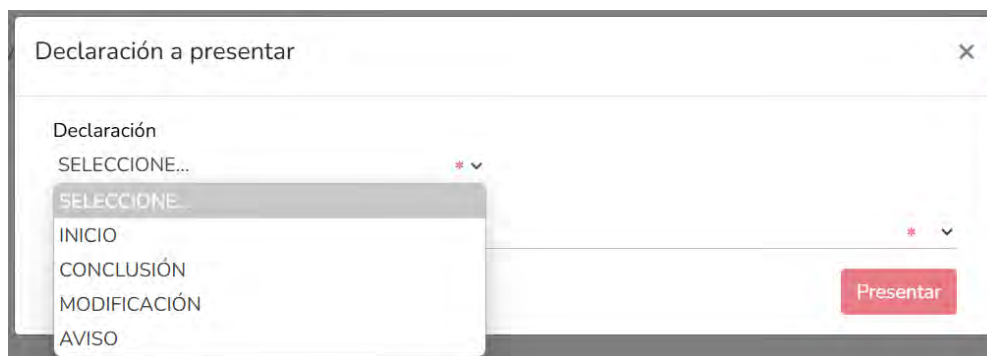 Declaración a presentar ×
Declaración
SELECCIONE... *
SELECCIONE...
INICIO
*
CONCLUSIÓN
MODIFICACIÓN
Presentar
AVISO